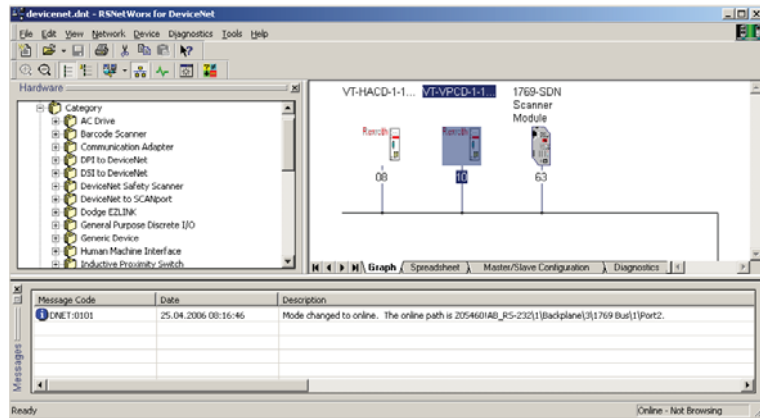 devicenet.dnt - RSNetWorx for DeviceNet
File Edit View Network Device Diagnostics Tools Help
Hardware
Category
AC Drive
Barcode Scanner
Communication Adapter
DPI to DeviceNet
DSI to DeviceNet
DeviceNet Safety Scanner
DeviceNet to SCANport
Dodge EZLINK
General Purpose Discrete I/O
Generic Device
Human Machine Interface
Inductive Proximity Switch
VT-HACD-1-1... VT-VPCD-1-1... 1769-SDN
Scanner
Module
Rexroth Rexroth
08 10 63
Graph Spreadsheet Master/Slave Configuration Diagnostics
Messages
Message Code Date Description
DNET:0101 25.04.2006 08:16:46 Mode changed to online. The online path is Z05460!AB_RS-232\1\Backplane\3\1769 Bus\1\Port2.
Ready Online - Not Browsing